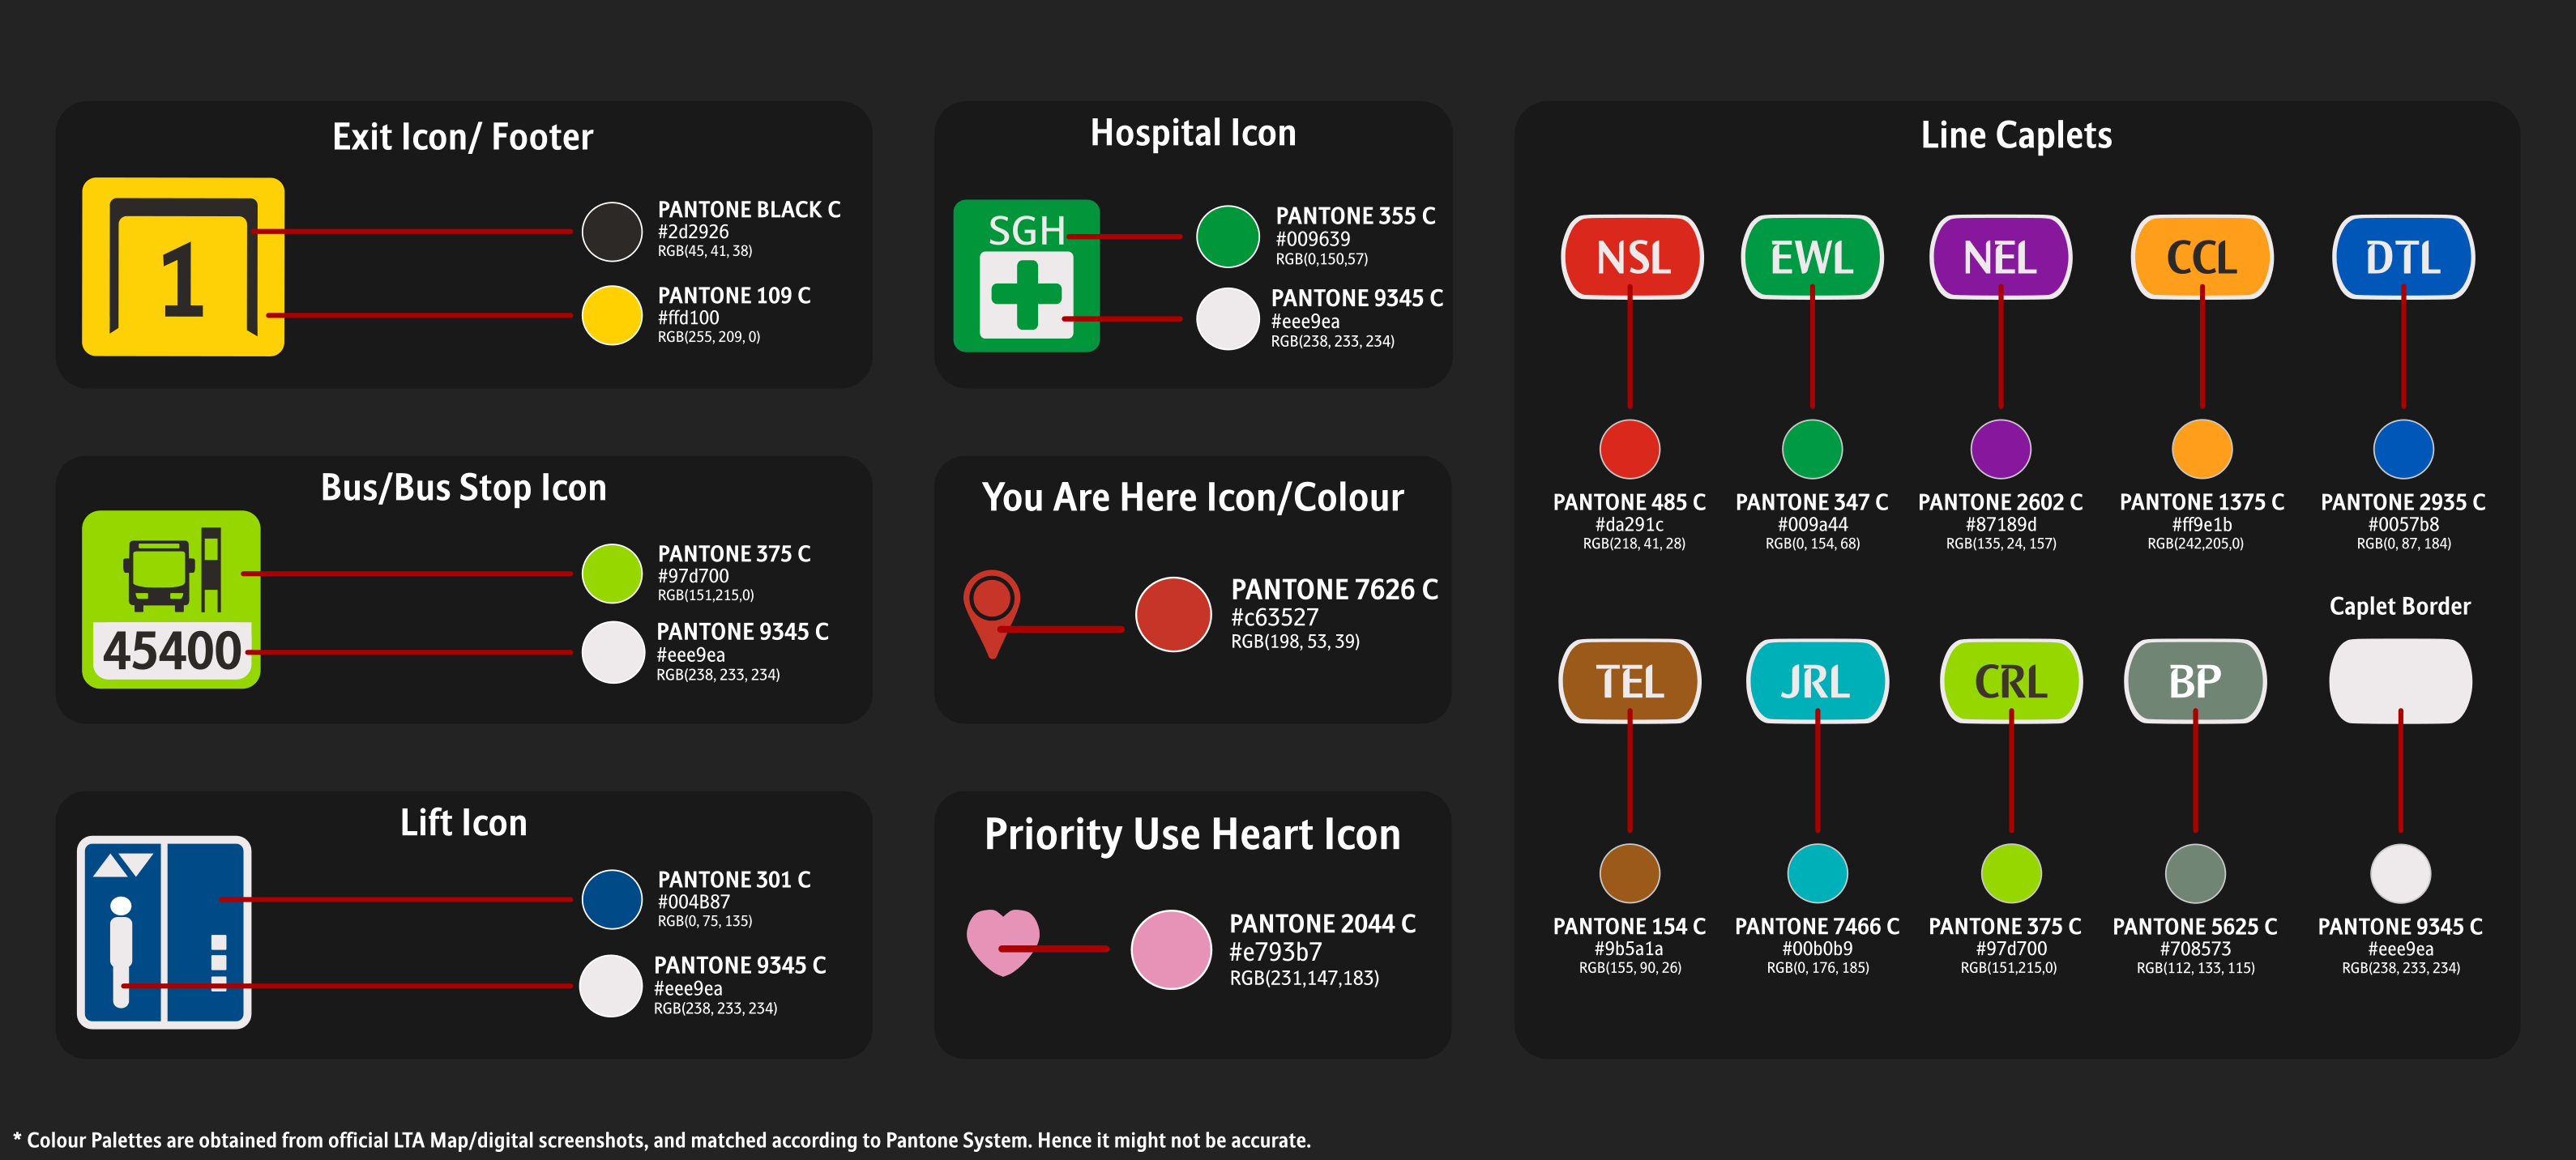 Exit Icon/ Footer
1
PANTONE BLACK C
#2d2926
RGB(45, 41, 38)
PANTONE 109 C
#ffd100
RGB(255, 209, 0)
Bus/Bus Stop Icon
45400
PANTONE 375 C
#97d700
RGB(151,215,0)
PANTONE 9345 C
#eee9ea
RGB(238, 233, 234)
Lift Icon
PANTONE 301 C
#004B87
RGB(0, 75, 135)
PANTONE 9345 C
#eee9ea
RGB(238, 233, 234)
Hospital Icon
SGH
PANTONE 355 C
#009639
RGB(0,150,57)
PANTONE 9345 C
#eee9ea
RGB(238, 233, 234)
You Are Here Icon/Colour
PANTONE 7626 C
#c63527
RGB(198, 53, 39)
Priority Use Heart Icon
PANTONE 2044 C
#e793b7
RGB(231,147,183)
Line Caplets
NSL
PANTONE 485 C
#da291c
RGB(218, 41, 28)
EWL
PANTONE 347 C
#009a44
RGB(0, 154, 68)
NEL
PANTONE 2602 C
#87189d
RGB(135, 24, 157)
CCL
PANTONE 1375 C
#ff9e1b
RGB(242,205,0)
DTL
PANTONE 2935 C
#0057b8
RGB(0, 87, 184)
TEL
PANTONE 154 C
#9b5a1a
RGB(155, 90, 26)
JRL
PANTONE 7466 C
#00b0b9
RGB(0, 176, 185)
CRL
PANTONE 375 C
#97d700
RGB(151,215,0)
BP
PANTONE 5625 C
#708573
RGB(112, 133, 115)
Caplet Border
PANTONE 9345 C
#eee9ea
RGB(238, 233, 234)
* Colour Palettes are obtained from official LTA Map/digital screenshots, and matched according to Pantone System. Hence it might not be accurate.